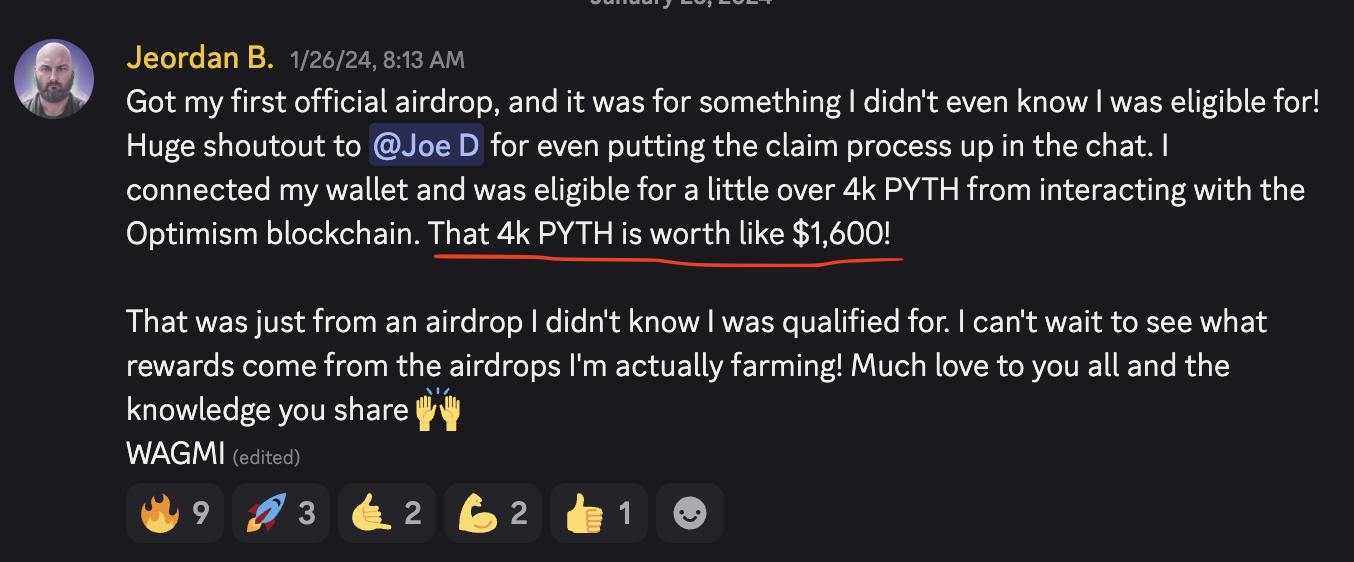 Jeordan B. 1/26/24, 8:13 AM
Got my first official airdrop, and it was for something I didn't even know I was eligible for!
Huge shoutout to @Joe D for even putting the claim process up in the chat. I
connected my wallet and was eligible for a little over 4k PYTH from interacting with the
Optimism blockchain. That 4k PYTH is worth like $1,600!
That was just from an airdrop I didn't know I was qualified for. I can't wait to see what
rewards come from the airdrops I'm actually farming! Much love to you all and the
knowledge you share 🙌
WAGMI (edited)
🔥 9 🚀 3 🤙 2 💪 2 👍 1